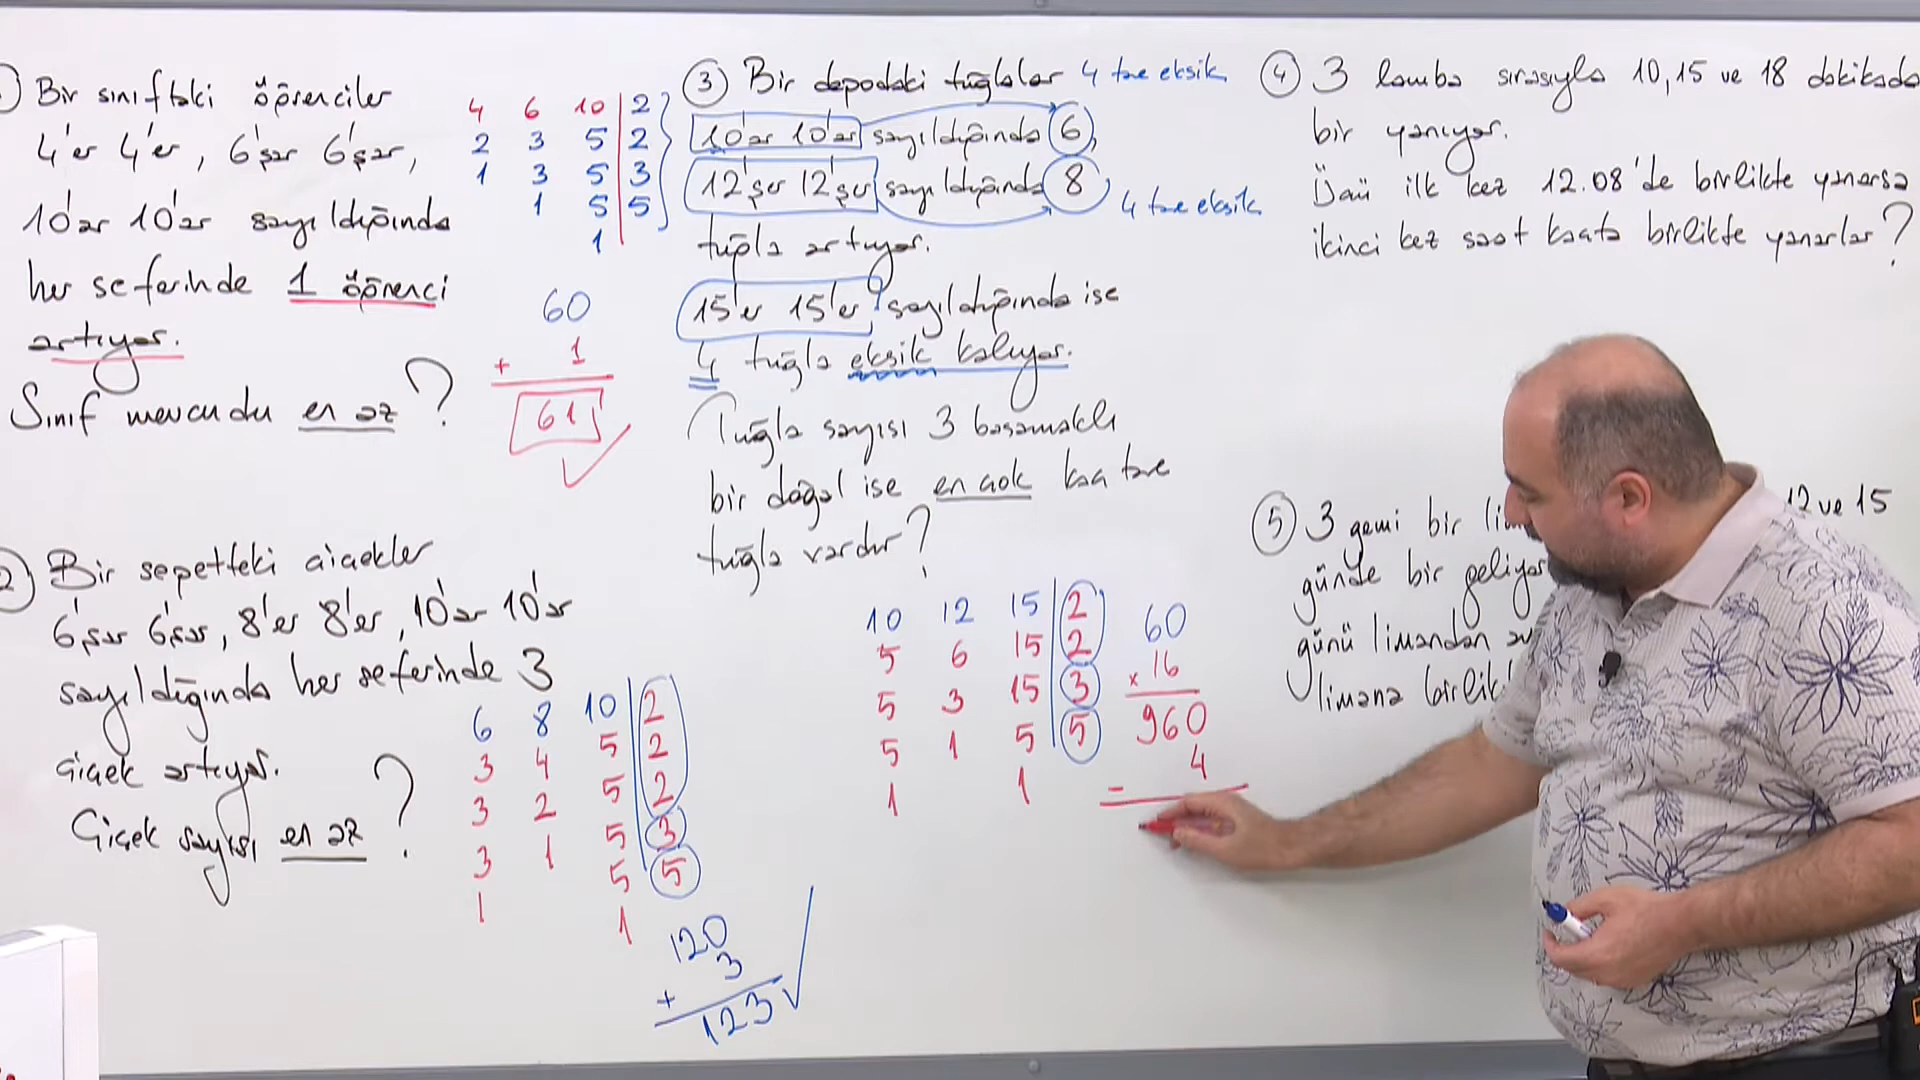 Bir sınıftaki öğrenciler
4'er 4'er, 6'şar 6'şar,
10'ar 10'ar sayıldığında
her seferinde 1 öğrenci
artıyor.
Sınıf mevcudu en az ?
4 6 10 2
2 3 5 2
1 3 5 3
1 5 5
1
60
+ 1
61
Bir sepetteki çiçekler
6'şar 6'şar, 8'er 8'er, 10'ar 10'ar
sayıldığında her seferinde 3
çiçek artıyor.
Çiçek sayısı en az ?
6 8 10 2
3 4 5 2
3 2 5 2
3 1 5 3
1 5 5
1
120
3
+
123
3 Bir depodaki tuğlalar 4 tane eksik
10'ar 10'ar sayıldığında 6,
12'şer 12'şer sayıldığında 8 4 tane eksik
tuğla artıyor.
15'er 15'er sayıldığında ise
4 tuğla eksik kalıyor.
Tuğla sayısı 3 basamaklı
bir doğal ise en çok kaç tane
tuğla vardır?
10 12 15 2
5 6 15 2
5 3 15 3
5 1 5 5
1 1
60
x 16
960
4
-
4 3 lamba sırasıyla 10, 15 ve 18 dakikada
bir yanıyor.
Üçü ilk kez 12.08'de birlikte yanarsa
ikinci kez saat kaçta birlikte yanarlar?
5 3 gemi bir 12 ve 15
günde bir geliyor
günü limandan
limana